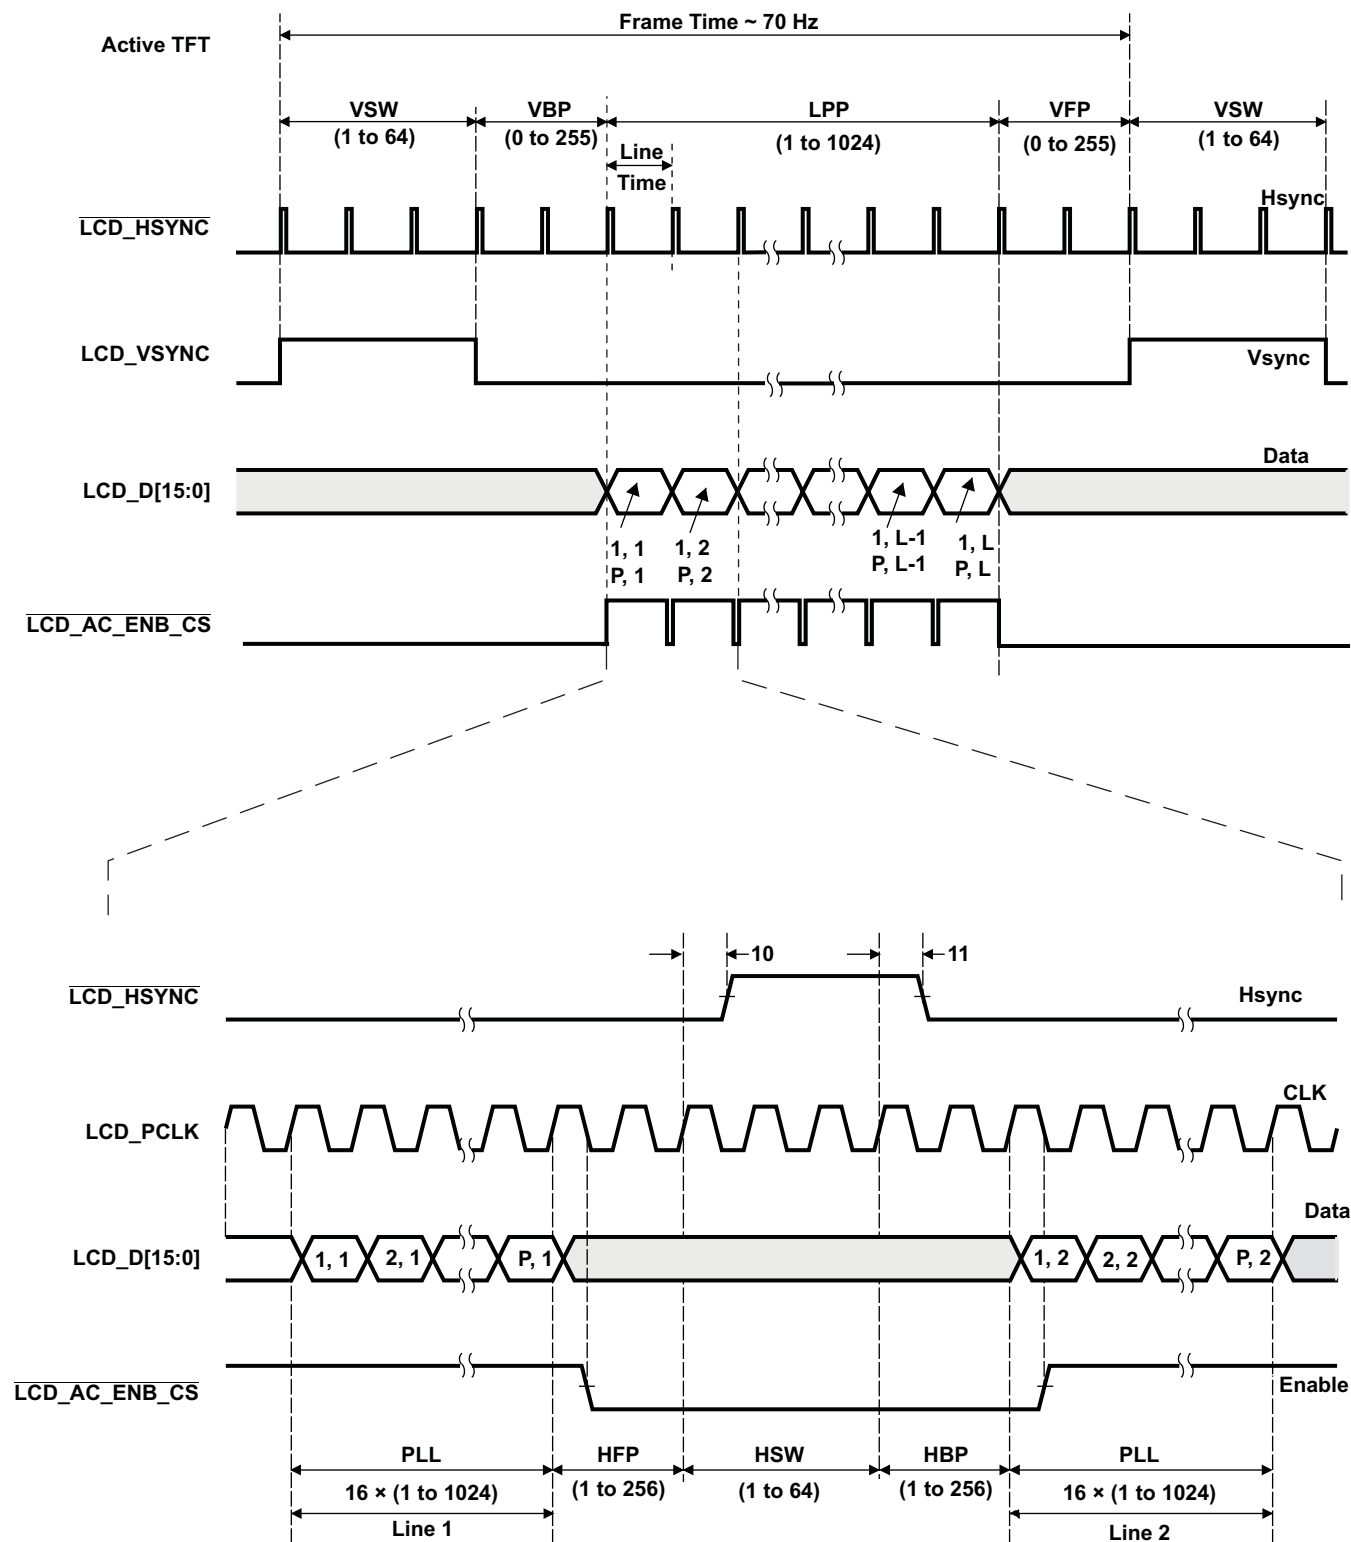 Frame Time ~ 70 Hz
Active TFT
VSW
(1 to 64)
VBP
(0 to 255)
LPP
(1 to 1024)
VFP
(0 to 255)
VSW
(1 to 64)
Line
Time
LCD_HSYNC
Hsync
LCD_VSYNC
Vsync
LCD_D[15:0]
Data
1, 1
P, 1
1, 2
P, 2
1, L-1
P, L-1
1, L
P, L
LCD_AC_ENB_CS
10
11
LCD_HSYNC
Hsync
LCD_PCLK
CLK
LCD_D[15:0]
Data
1, 1
2, 1
P, 1
1, 2
2, 2
P, 2
LCD_AC_ENB_CS
Enable
PLL
16 × (1 to 1024)
Line 1
HFP
(1 to 256)
HSW
(1 to 64)
HBP
(1 to 256)
PLL
16 × (1 to 1024)
Line 2